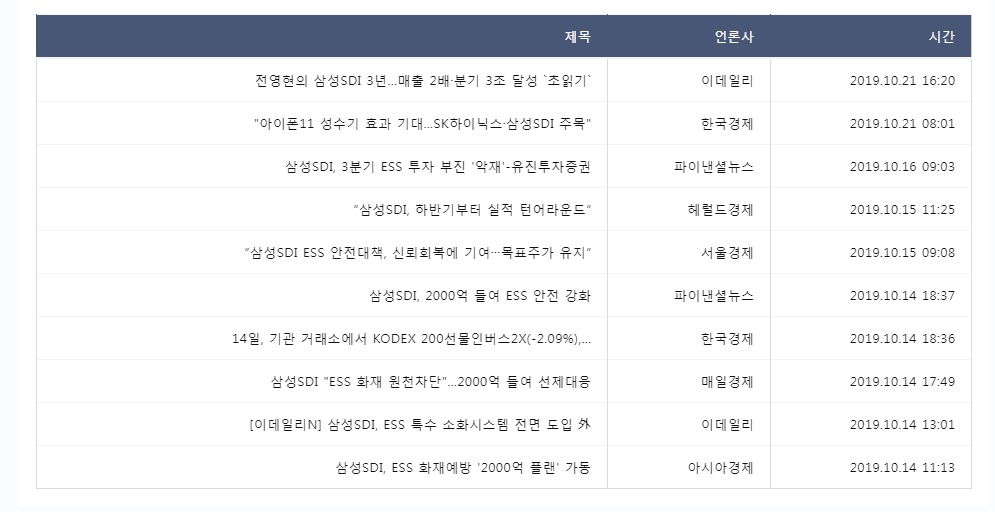 제목 언론사 시간
전영현의 삼성SDI 3년…매출 2배·분기 3조 달성 `초읽기` 이데일리 2019.10.21 16:20
"아이폰11 성수기 효과 기대…SK하이닉스·삼성SDI 주목" 한국경제 2019.10.21 08:01
삼성SDI, 3분기 ESS 투자 부진 '악재'-유진투자증권 파이낸셜뉴스 2019.10.16 09:03
“삼성SDI, 하반기부터 실적 턴어라운드” 헤럴드경제 2019.10.15 11:25
“삼성SDI ESS 안전대책, 신뢰회복에 기여…목표주가 유지” 서울경제 2019.10.15 09:08
삼성SDI, 2000억 들여 ESS 안전 강화 파이낸셜뉴스 2019.10.14 18:37
14일, 기관 거래소에서 KODEX 200선물인버스2X(-2.09%),... 한국경제 2019.10.14 18:36
삼성SDI "ESS 화재 원천차단"…2000억 들여 선제대응 매일경제 2019.10.14 17:49
[이데일리N] 삼성SDI, ESS 특수 소화시스템 전면 도입 外 이데일리 2019.10.14 13:01
삼성SDI, ESS 화재예방 '2000억 플랜' 가동 아시아경제 2019.10.14 11:13